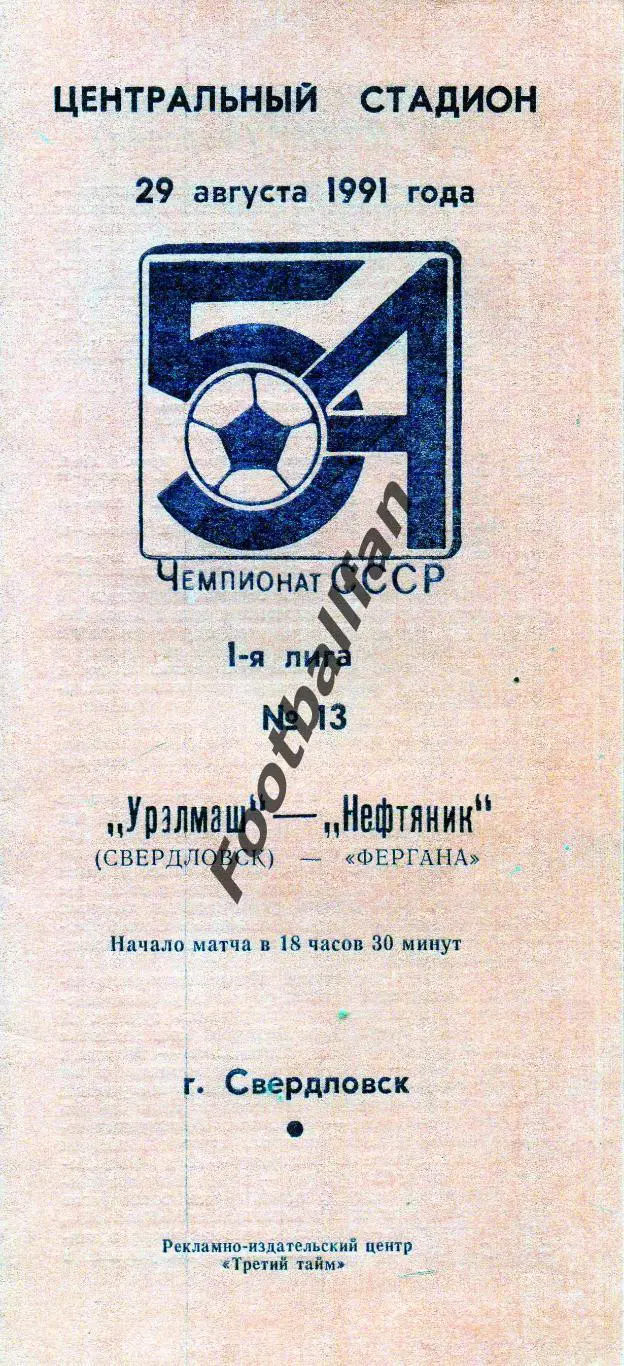 ЦЕНТРАЛЬНЫЙ СТАДИОН
29 августа 1991 года
54
Чемпионат СССР
1-я лига
№ 13
„Уралмаш" — „Нефтяник"
(СВЕРДЛОВСК) — «ФЕРГАНА»
Начало матча в 18 часов 30 минут
г. Свердловск
Рекламно-издательский центр
«Третий тайм»
Footballfan